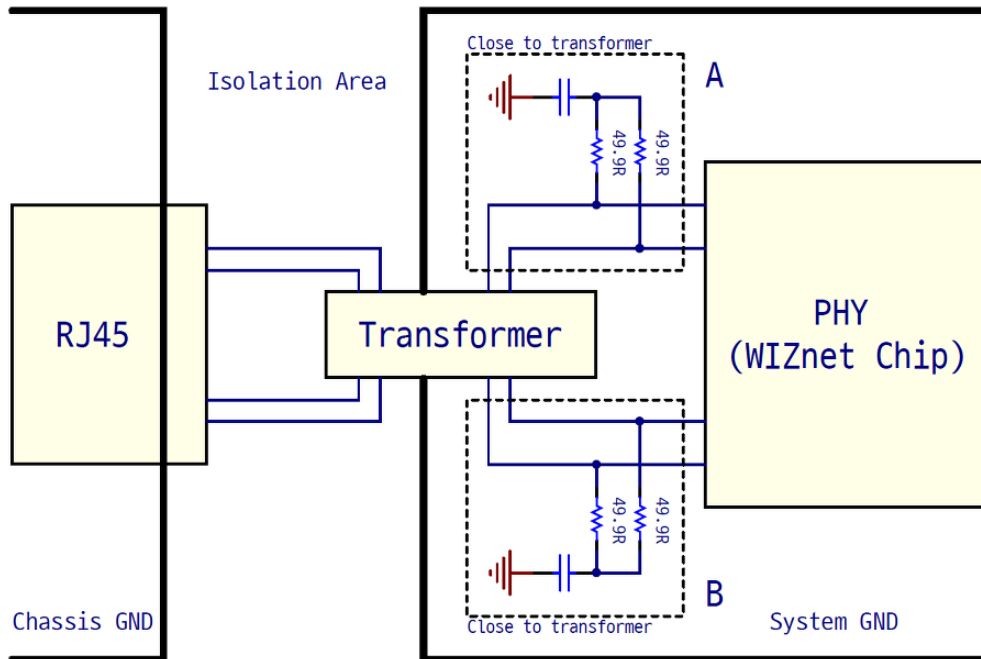 Close to transformer
Isolation Area
A
49.9R
49.9R
RJ45
Transformer
PHY
(WIZnet Chip)
49.9R
49.9R
B
Chassis GND
Close to transformer
System GND